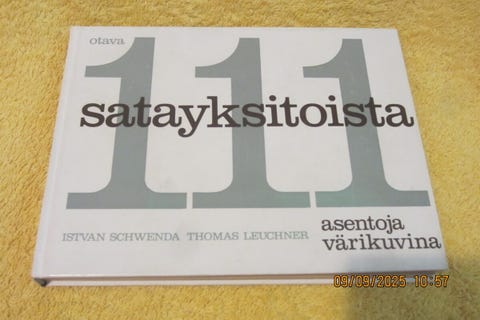 otava
111
satayksitoista
ISTVAN SCHWENDA THOMAS LEUCHNER
asentoja
värikuvina
09/09/2025 10:57